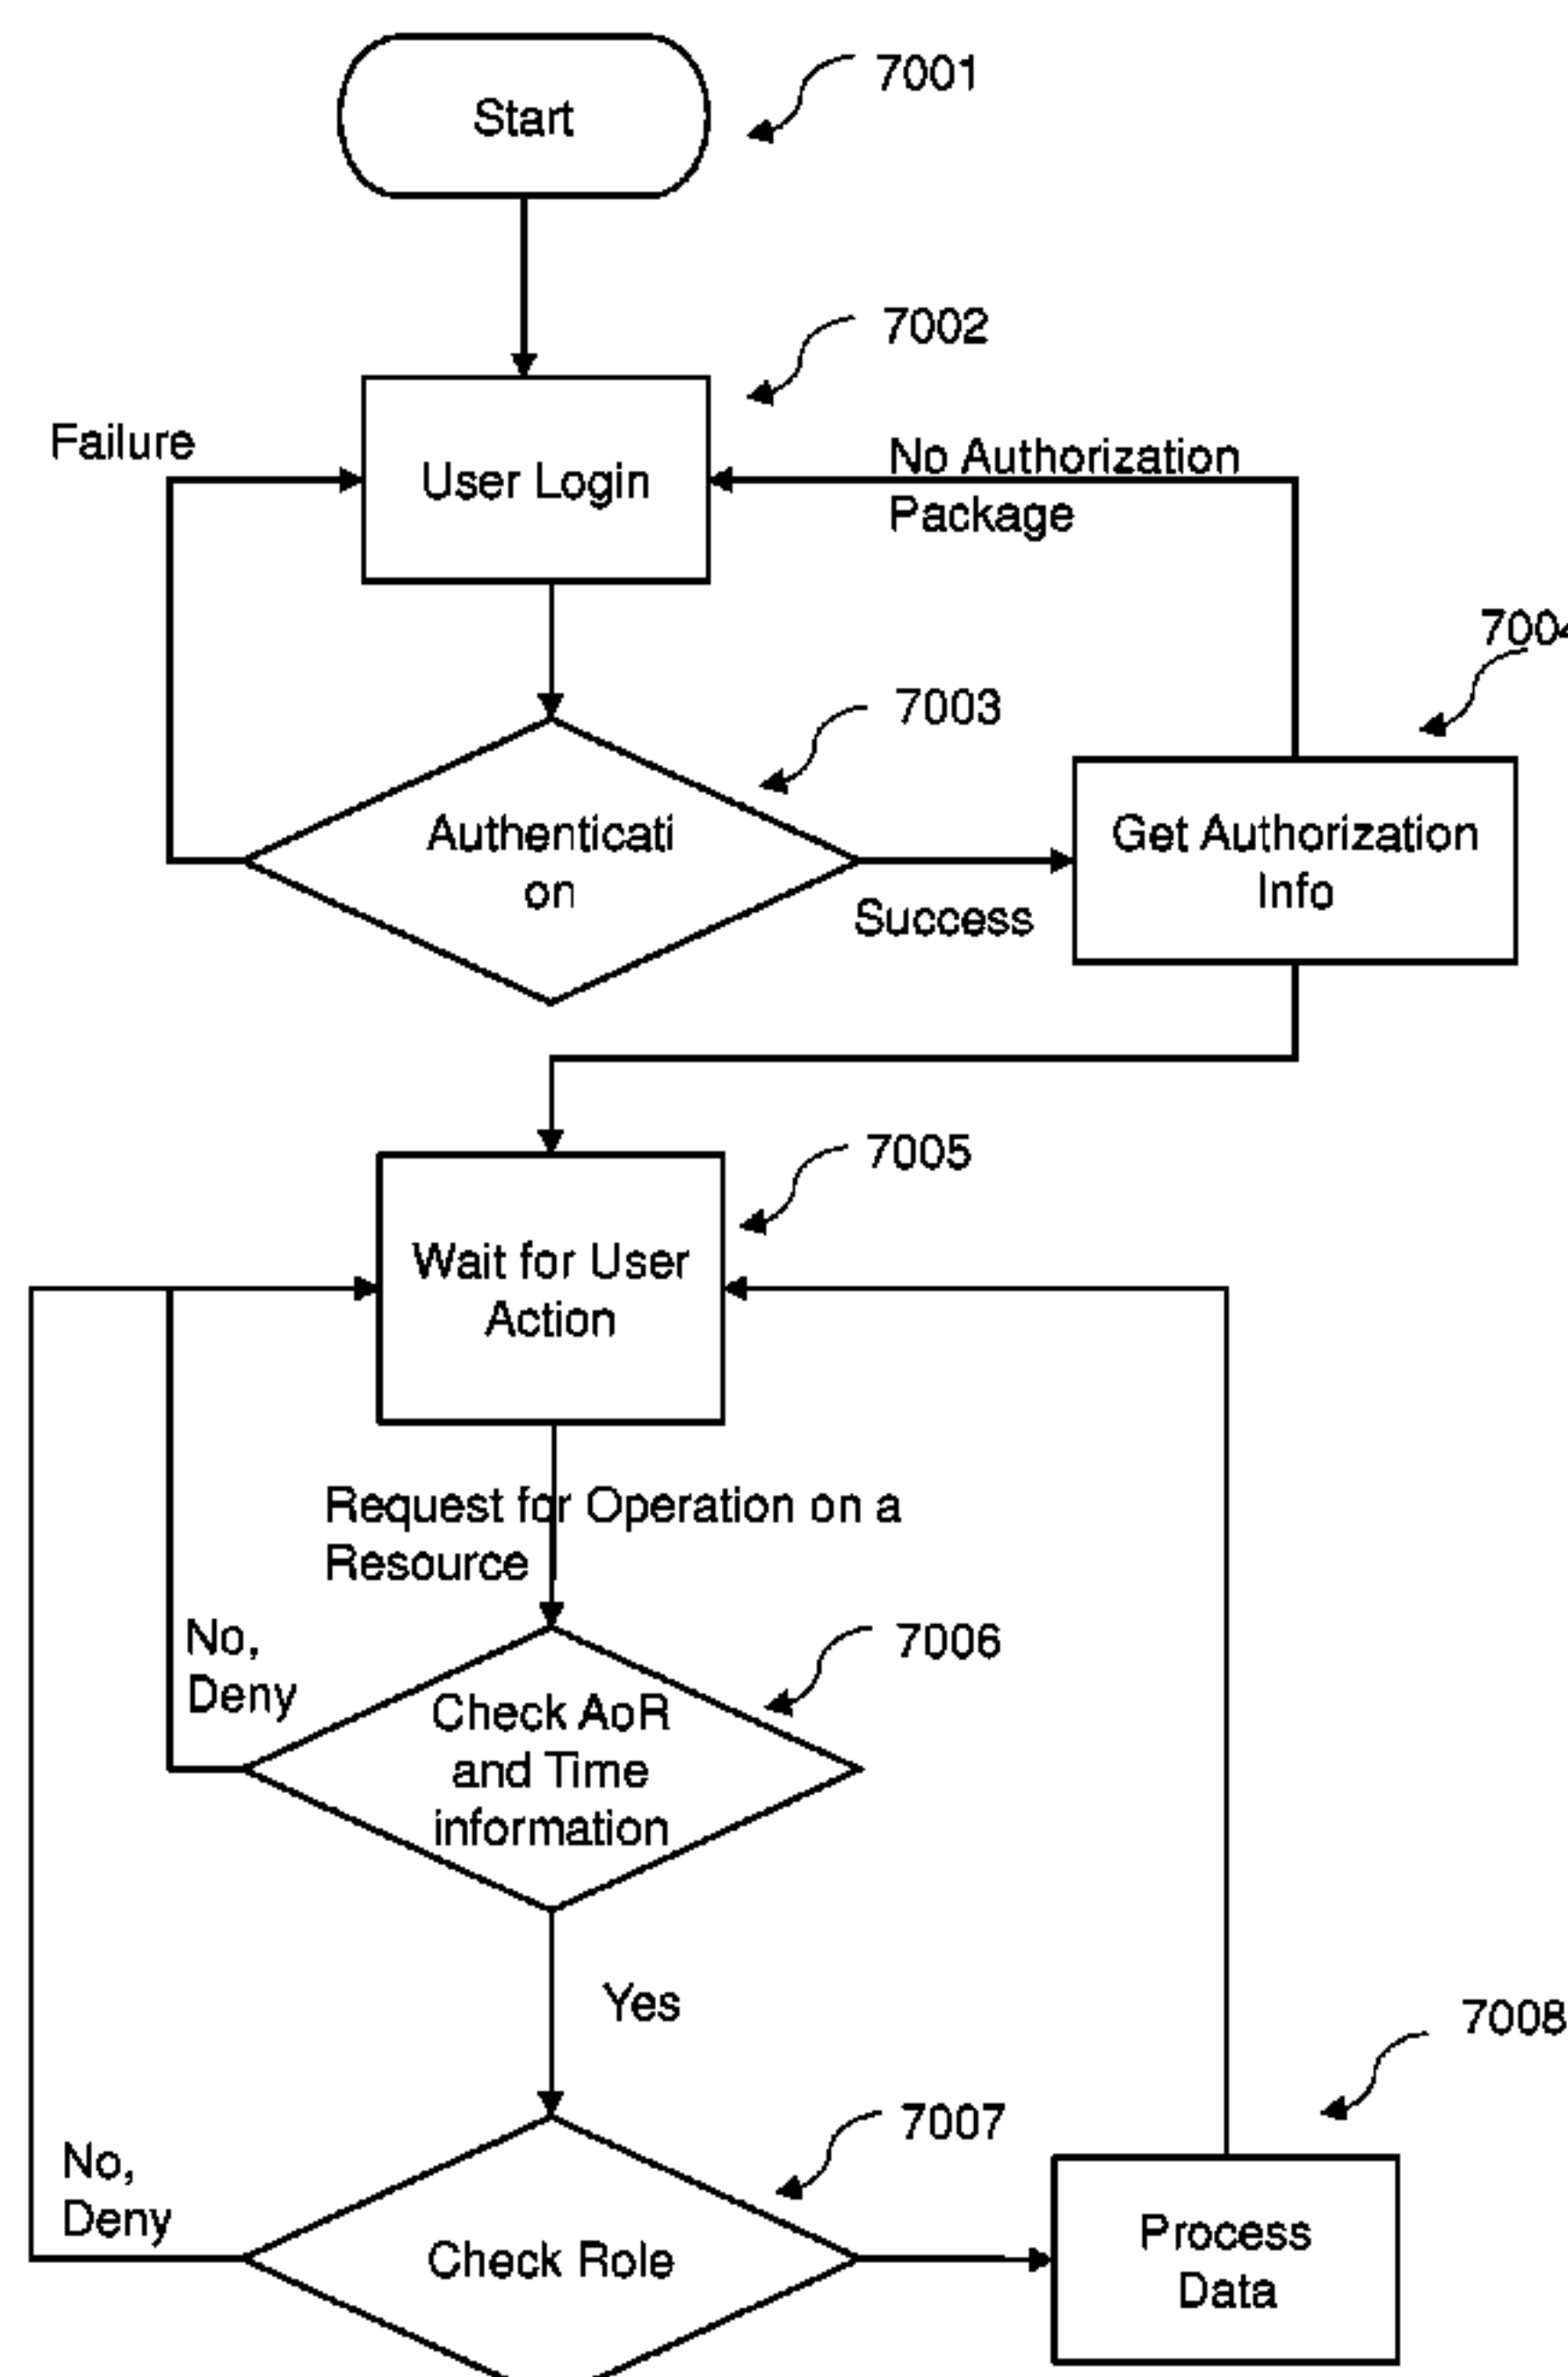 Start
7001
7002
Failure
User Login
No Authorization
Package
7004
7003
Authenticati
on
Get Authorization
Info
Success
7005
Wait for User
Action
Request for Operation on a
Resource
No,
Deny
7006
Check AoR
and Time
information
Yes
7008
7007
No,
Deny
Check Role
Process
Data